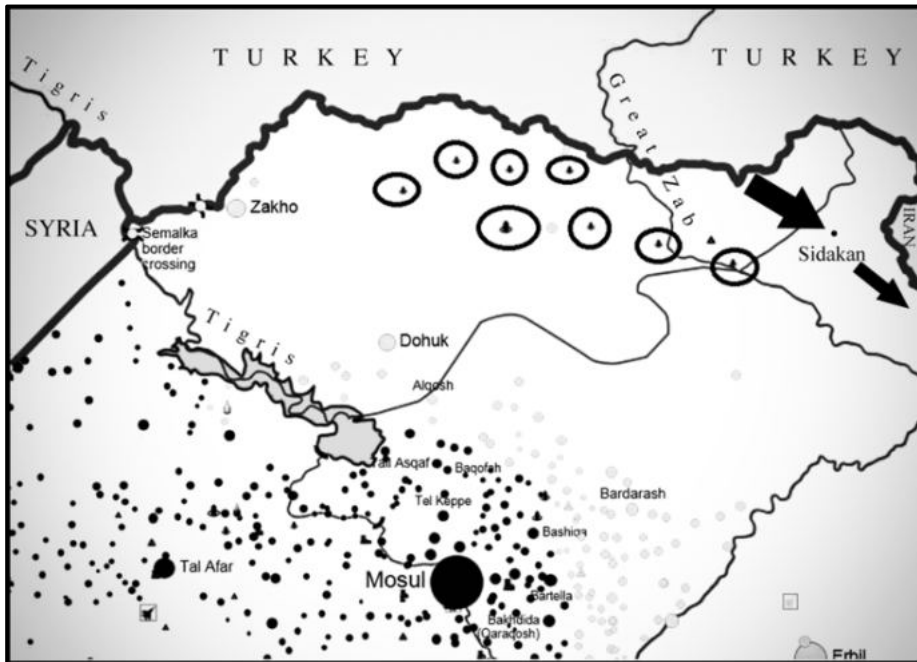 TURKEY
TURKEY
Tigris
Great Zab
IRAN
Zakho
SYRIA
Semalka
border
crossing
Sidakan
Tigris
Dohuk
Alqosh
Tall Asqaf
Baqofah
Tel Keppe
Bardarash
Bashiqa
Tal Afar
Mosul
Bartella
Bakhdida
(Qaraqosh)
Erbil